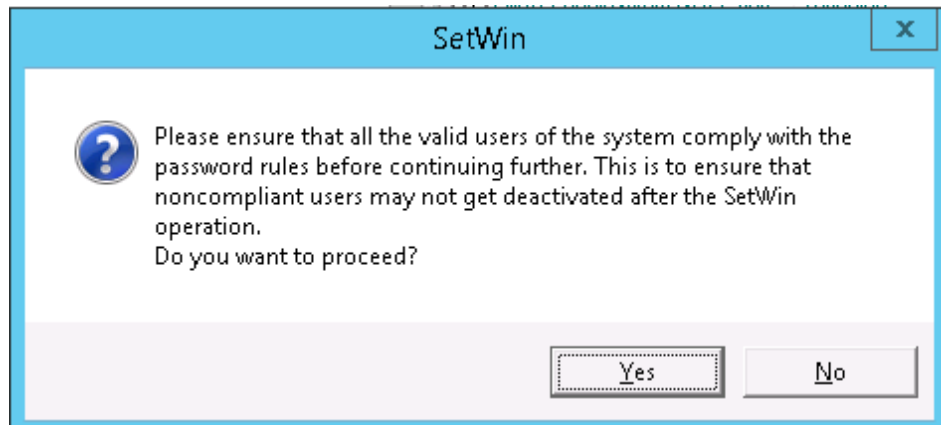 SetWin
x
Please ensure that all the valid users of the system comply with the
password rules before continuing further. This is to ensure that
noncompliant users may not get deactivated after the SetWin
operation.
Do you want to proceed?
Yes
No